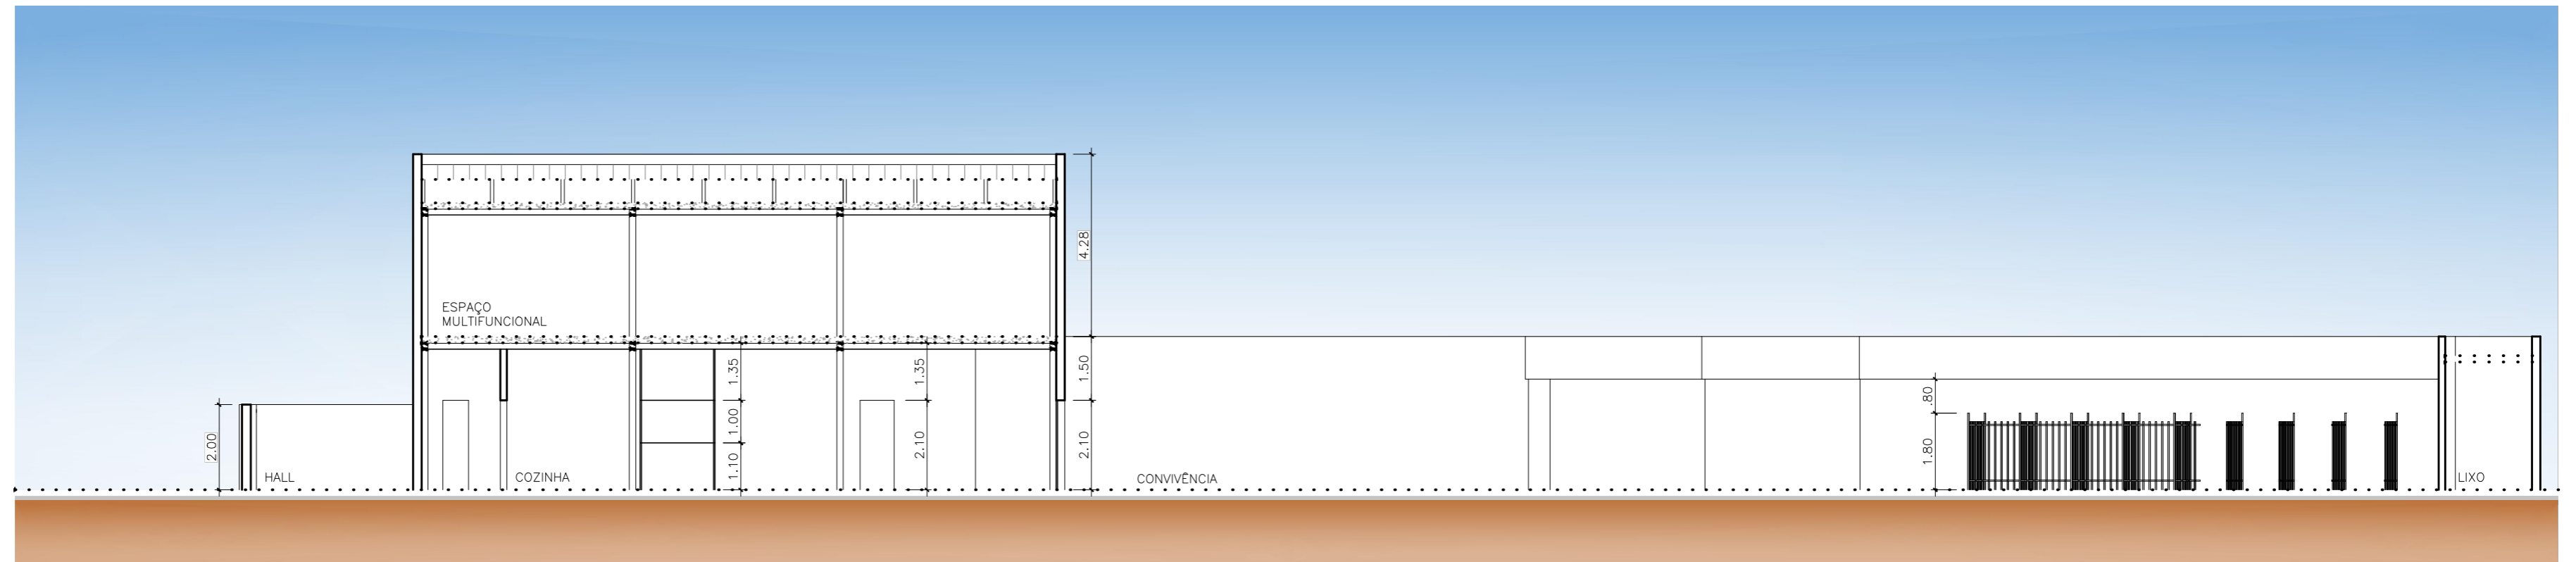 4.28
ESPAÇO
MULTIFUNCIONAL
1.35
1.35
1.50
.80
1.00
2.00
2.10
2.10
1.80
1.10
HALL
COZINHA
CONVIVÊNCIA
LIXO